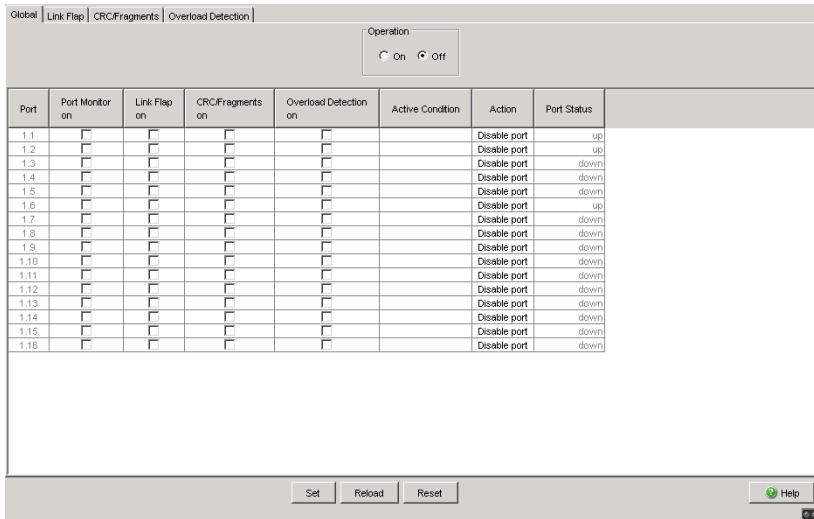 Global Link Flap CRC/Fragments Overload Detection
Operation
On Off
Port Port Monitor on Link Flap on CRC/Fragments on Overload Detection on Active Condition Action Port Status
1.1 Disable port up
1.2 Disable port up
1.3 Disable port down
1.4 Disable port down
1.5 Disable port down
1.6 Disable port up
1.7 Disable port down
1.8 Disable port down
1.9 Disable port down
1.10 Disable port down
1.11 Disable port down
1.12 Disable port down
1.13 Disable port down
1.14 Disable port down
1.15 Disable port down
1.16 Disable port down
Set Reload Reset Help